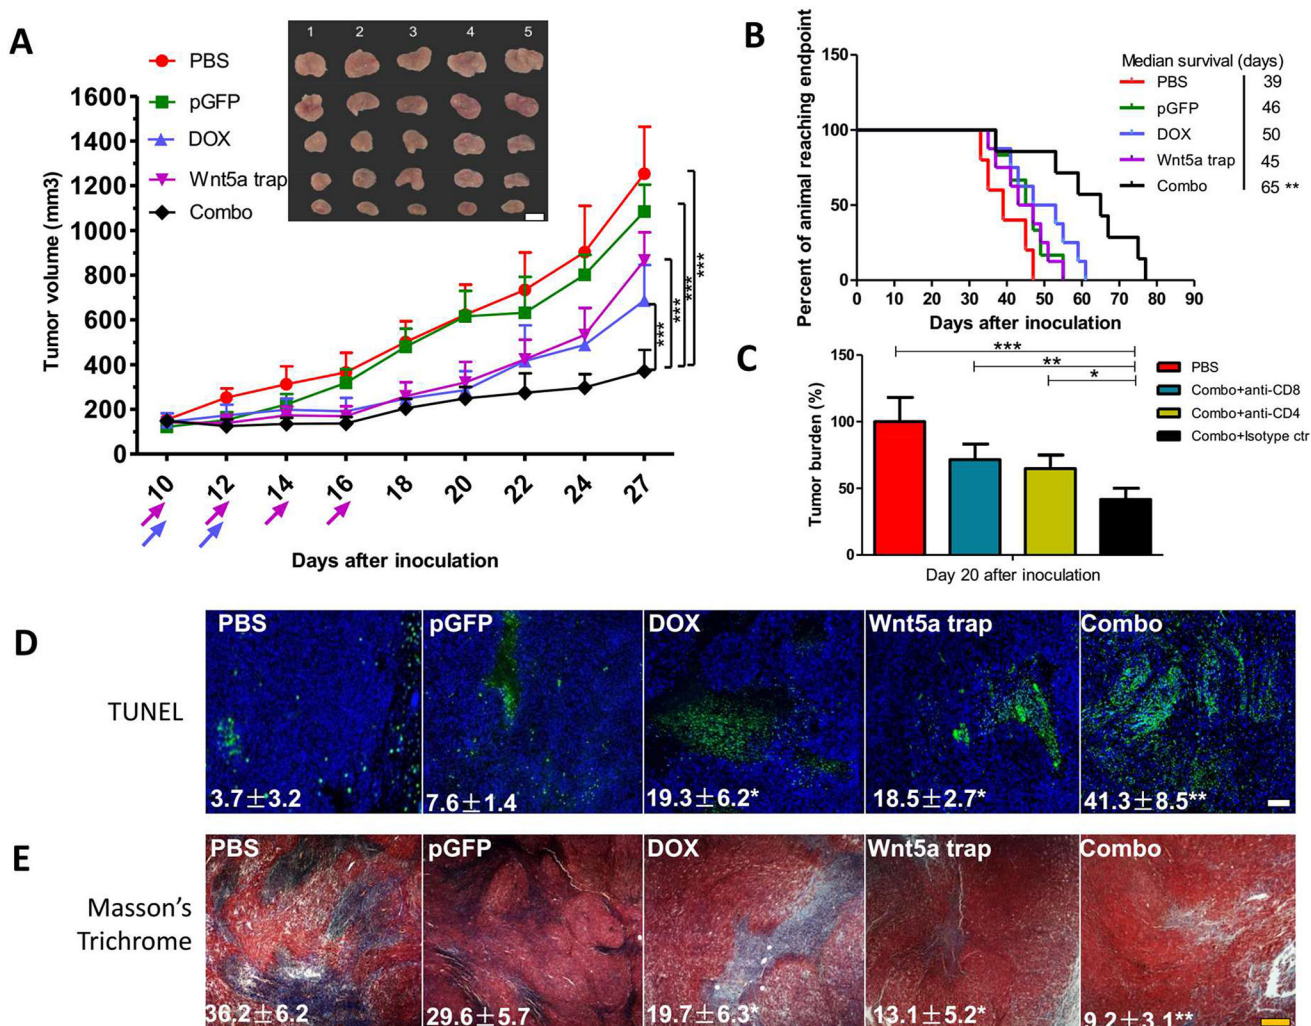 A
1 2 3 4 5
PBS
pGFP
DOX
Wnt5a trap
Combo
Tumor volume (mm3)
1600
1400
1200
1000
800
600
400
200
0
***
***
***
***
10 12 14 16 18 20 22 24 27
Days after inoculation
B
Percent of animal reaching endpoint
150
100
50
0
0 10 20 30 40 50 60 70 80 90
Days after inoculation
Median survival (days)
PBS 39
pGFP 46
DOX 50
Wnt5a trap 45
Combo 65 **
C
Tumor burden (%)
150
100
50
0
***
**
*
Day 20 after inoculation
PBS
Combo+anti-CD8
Combo+anti-CD4
Combo+Isotype ctr
D
TUNEL
PBS pGFP DOX Wnt5a trap Combo
3.7±3.2 7.6±1.4 19.3±6.2* 18.5±2.7* 41.3±8.5**
E
Masson's
Trichrome
PBS pGFP DOX Wnt5a trap Combo
36.2±6.2 29.6±5.7 19.7±6.3* 13.1±5.2* 9.2±3.1**